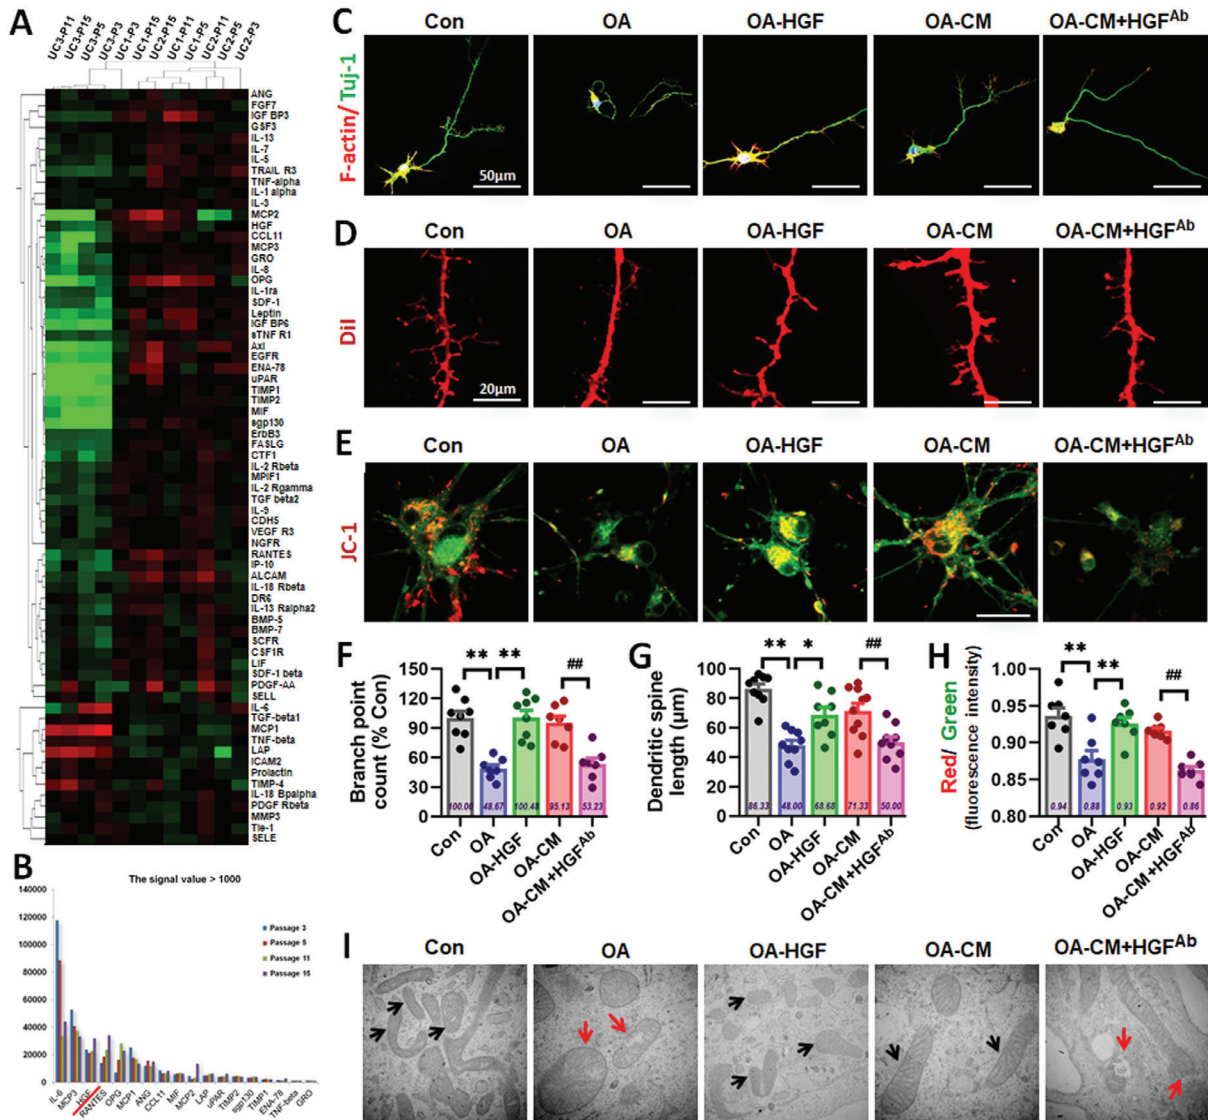 A
UC3-P11
UC3-P15
UC3-P5
UC3-P3
UC1-P3
UC1-P15
UC2-P15
UC1-P11
UC1-P5
UC2-P11
UC2-P5
UC2-P3
ANG
FGF7
IGF BP3
GSF3
IL-13
IL-7
IL-5
TRAIL R3
TNF-alpha
IL-1 alpha
IL-3
MCP2
HGF
CCL11
MCP3
GRO
IL-8
OPG
IL-1ra
SDF-1
Leptin
IGF BP6
sTNF R1
Axl
EGFR
ENA-78
uPAR
TIMP1
TIMP2
MIF
sgp130
ErbB3
FASLG
CTF1
IL-2 Rbeta
MPIF1
IL-2 Rgamma
TGF beta2
IL-9
CDH5
VEGF R3
NGFR
RANTES
IP-10
ALCAM
IL-18 Rbeta
DR6
IL-13 Ralpha2
BMP-5
BMP-7
SCFR
CSF1R
LIF
SDF-1 beta
PDGF-AA
SELL
IL-6
TGF-beta1
MCP1
TNF-beta
LAP
ICAM2
Prolactin
TIMP-4
IL-18 Bpalpha
PDGF Rbeta
MMP3
Tie-1
SELE
B
The signal value > 1000
140000
120000
100000
80000
60000
40000
20000
0
Passage 3
Passage 5
Passage 11
Passage 15
IL-6
MCP3
HGF
RANTES
OPG
MCP1
ANG
CCL11
MIF
MCP2
LAP
uPAR
TIMP2
sgp130
TIMP1
ENA-78
TNF-beta
GRO
C
Con OA OA-HGF OA-CM OA-CM+HGFAb
F-actin/ Tuj-1
50μm
D
Con OA OA-HGF OA-CM OA-CM+HGFAb
DiI
20μm
E
Con OA OA-HGF OA-CM OA-CM+HGFAb
JC-1
F
Branch point
count (% Con)
150
120
90
60
30
0
** ** ##
100.00 48.67 100.48 95.13 53.23
Con
OA
OA-HGF
OA-CM
OA-CM+HGFAb
G
Dendritic spine
length (μm)
100
80
60
40
20
0
** * ##
86.33 48.00 68.68 71.33 50.00
Con
OA
OA-HGF
OA-CM
OA-CM+HGFAb
H
Red/ Green
(fluorescence intensity)
1.00
0.95
0.90
0.85
0.80
** ** ##
0.94 0.88 0.93 0.92 0.86
Con
OA
OA-HGF
OA-CM
OA-CM+HGFAb
I
Con OA OA-HGF OA-CM OA-CM+HGFAb